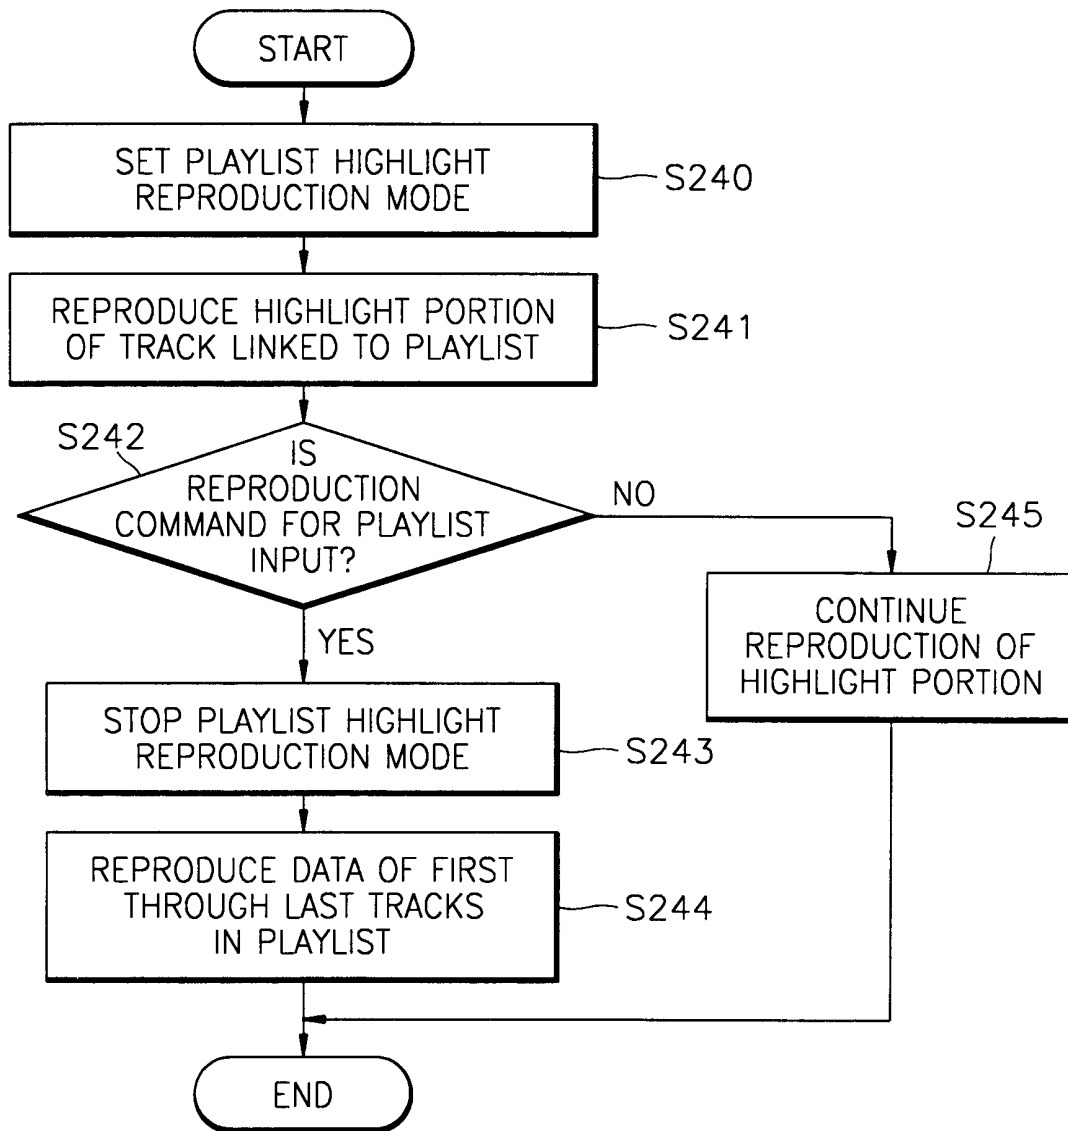 START
SET PLAYLIST HIGHLIGHT
REPRODUCTION MODE
S240
REPRODUCE HIGHLIGHT PORTION
OF TRACK LINKED TO PLAYLIST
S241
S242
IS
REPRODUCTION
COMMAND FOR PLAYLIST
INPUT?
NO
S245
CONTINUE
REPRODUCTION OF
HIGHLIGHT PORTION
YES
STOP PLAYLIST HIGHLIGHT
REPRODUCTION MODE
S243
REPRODUCE DATA OF FIRST
THROUGH LAST TRACKS
IN PLAYLIST
S244
END